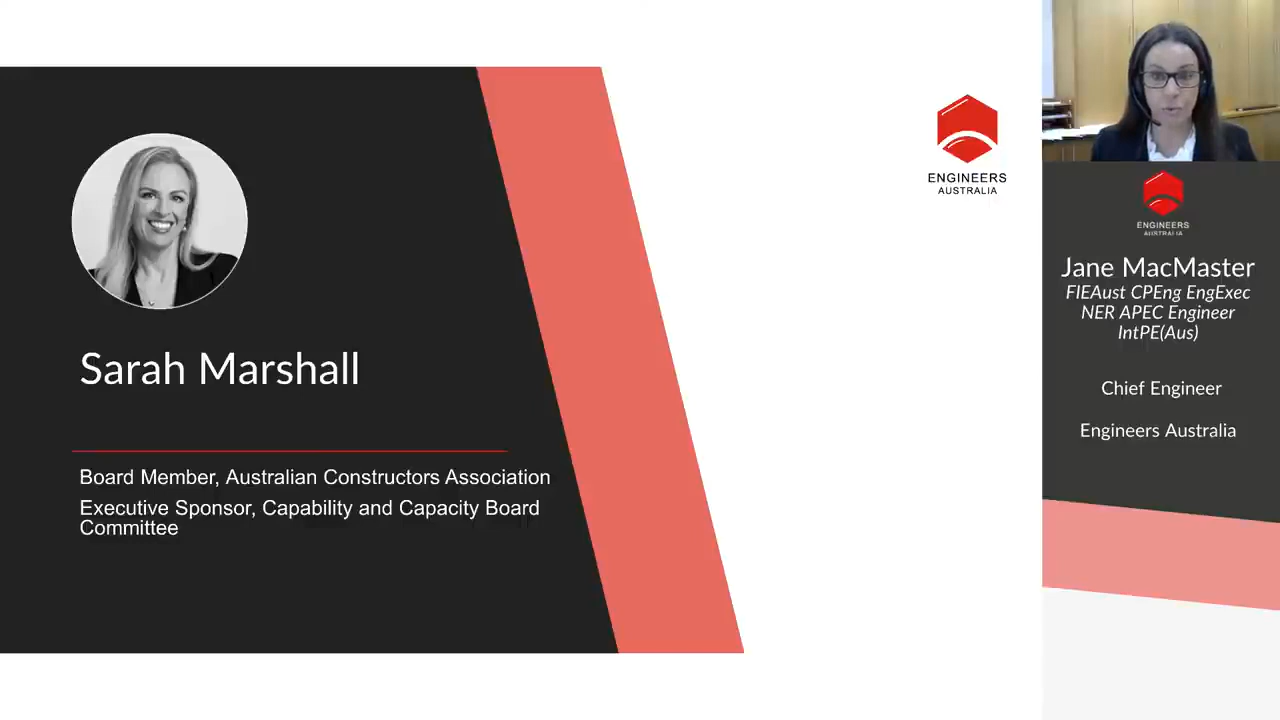 Sarah Marshall
Board Member, Australian Constructors Association
Executive Sponsor, Capability and Capacity Board
Committee
ENGINEERS
AUSTRALIA
ENGINEERS
AUSTRALIA
Jane MacMaster
FIEAust CPEng EngExec
NER APEC Engineer
IntPE(Aus)
Chief Engineer
Engineers Australia